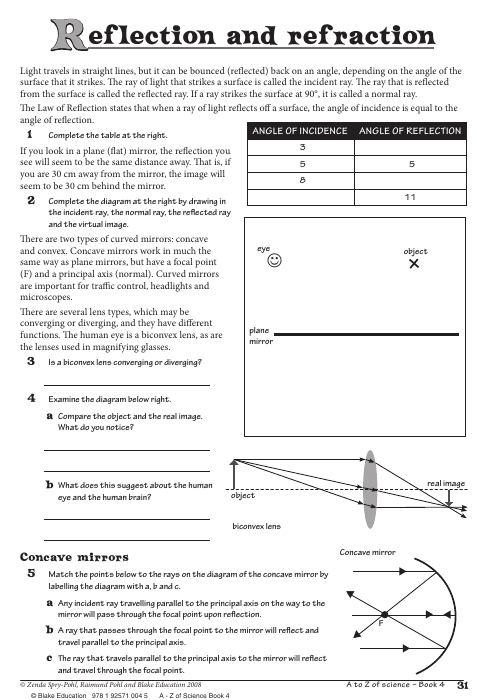 Reflection and refraction
Light travels in straight lines, but it can be bounced (reflected) back on an angle, depending on the angle of the
surface that it strikes. The ray of light that strikes a surface is called the incident ray. The ray that is reflected
from the surface is called the reflected ray. If a ray strikes the surface at 90°, it is called a normal ray.
The Law of Reflection states that when a ray of light reflects off a surface, the angle of incidence is equal to the
angle of reflection.
1 Complete the table at the right.
If you look in a plane (flat) mirror, the reflection you
see will seem to be the same distance away. That is, if
you are 30 cm away from the mirror, the image will
seem to be 30 cm behind the mirror.
2 Complete the diagram at the right by drawing in
the incident ray, the normal ray, the reflected ray
and the virtual image.
There are two types of curved mirrors: concave
and convex. Concave mirrors work in much the
same way as plane mirrors, but have a focal point
(F) and a principal axis (normal). Curved mirrors
are important for traffic control, headlights and
microscopes.
There are several lens types, which may be
converging or diverging, and they have different
functions. The human eye is a biconvex lens, as are
the lenses used in magnifying glasses.
3 Is a biconvex lens converging or diverging?
4 Examine the diagram below right.
a Compare the object and the real image.
What do you notice?
b What does this suggest about the human
eye and the human brain?
ANGLE OF INCIDENCE ANGLE OF REFLECTION
3
5 5
8
11
eye
object
plane
mirror
object
real image
biconvex lens
Concave mirrors
5 Match the points below to the rays on the diagram of the concave mirror by
labelling the diagram with a, b and c.
a Any incident ray travelling parallel to the principal axis on the way to the
mirror will pass through the focal point upon reflection.
b A ray that passes through the focal point to the mirror will reflect and
travel parallel to the principal axis.
c The ray that travels parallel to the principal axis to the mirror will reflect
and travel through the focal point.
Concave mirror
F
© Zenda Spry-Pohl, Raimund Pohl and Blake Education 2008
A to Z of science – Book 4 31
© Blake Education 978 1 92571 004 5 A - Z of Science Book 4